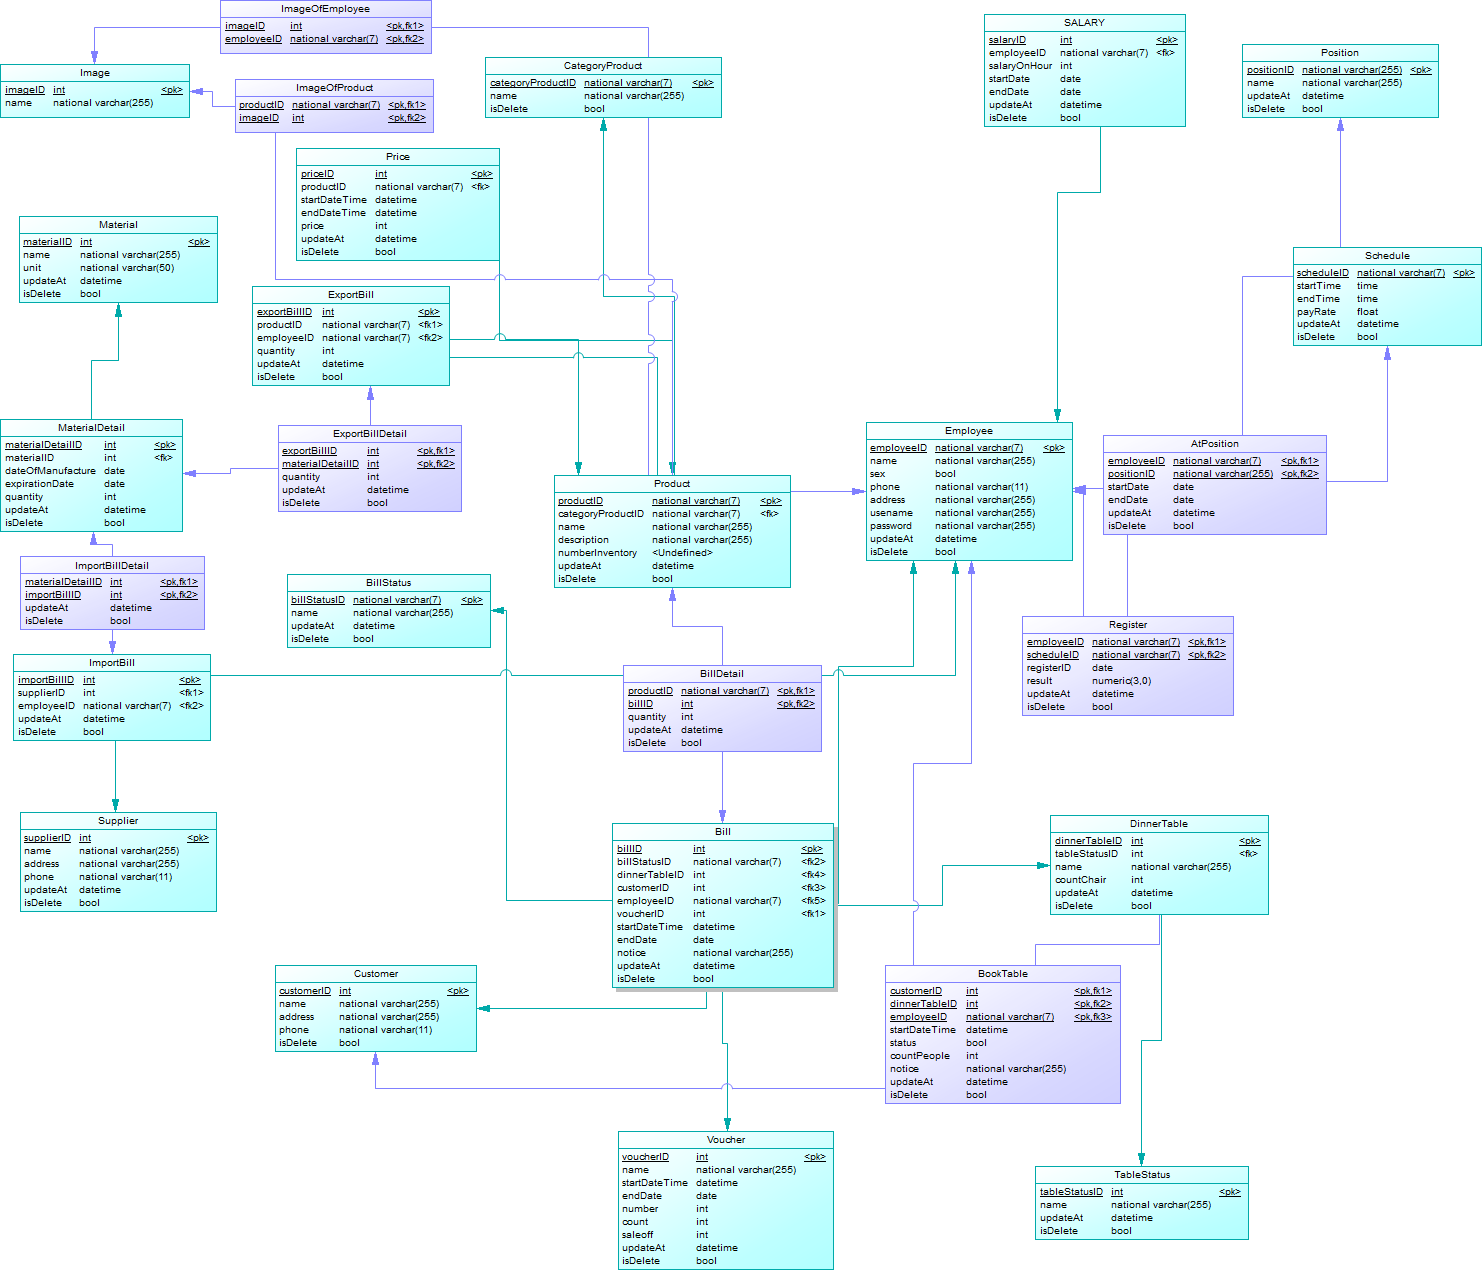 ImageOfEmployee
imageID int <pk,fk1>
employeeID national varchar(7) <pk,fk2>
Image
imageID int <pk>
name national varchar(255)
ImageOfProduct
productID national varchar(7) <pk,fk1>
imageID int <pk,fk2>
CategoryProduct
categoryProductID national varchar(7) <pk>
name national varchar(255)
isDelete bool
SALARY
salaryID int <pk>
employeeID national varchar(7) <fk>
salaryOnHour int
startDate date
endDate date
updateAt datetime
isDelete bool
Position
positionID national varchar(255) <pk>
name national varchar(255)
updateAt datetime
isDelete bool
Price
priceID int <pk>
productID national varchar(7) <fk>
startDateTime datetime
endDateTime datetime
price int
updateAt datetime
isDelete bool
Material
materialID int <pk>
name national varchar(255)
unit national varchar(50)
updateAt datetime
isDelete bool
Schedule
scheduleID national varchar(7) <pk>
startTime time
endTime time
payRate float
updateAt datetime
isDelete bool
ExportBill
exportBillID int <pk>
productID national varchar(7) <fk1>
employeeID national varchar(7) <fk2>
quantity int
updateAt datetime
isDelete bool
MaterialDetail
materialDetailID int <pk>
materialID int <fk>
dateOfManufacture date
expirationDate date
quantity int
updateAt datetime
isDelete bool
ExportBillDetail
exportBillID int <pk,fk1>
materialDetailID int <pk,fk2>
quantity int
updateAt datetime
isDelete bool
Employee
employeeID national varchar(7) <pk>
name national varchar(255)
sex bool
phone national varchar(11)
address national varchar(255)
usename national varchar(255)
password national varchar(255)
updateAt datetime
isDelete bool
AtPosition
employeeID national varchar(7) <pk,fk1>
positionID national varchar(255) <pk,fk2>
startDate date
endDate date
updateAt datetime
isDelete bool
Product
productID national varchar(7) <pk>
categoryProductID national varchar(7) <fk>
name national varchar(255)
description national varchar(255)
numberInventory <Undefined>
updateAt datetime
isDelete bool
ImportBillDetail
materialDetailID int <pk,fk1>
importBillID int <pk,fk2>
updateAt datetime
isDelete bool
BillStatus
billStatusID national varchar(7) <pk>
name national varchar(255)
updateAt datetime
isDelete bool
Register
employeeID national varchar(7) <pk,fk1>
scheduleID national varchar(7) <pk,fk2>
registerID date
result numeric(3,0)
updateAt datetime
isDelete bool
ImportBill
importBillID int <pk>
supplierID int <fk1>
employeeID national varchar(7) <fk2>
updateAt datetime
isDelete bool
BillDetail
productID national varchar(7) <pk,fk1>
billID int <pk,fk2>
quantity int
updateAt datetime
isDelete bool
Supplier
supplierID int <pk>
name national varchar(255)
address national varchar(255)
phone national varchar(11)
updateAt datetime
isDelete bool
Bill
billID int <pk>
billStatusID national varchar(7) <fk2>
dinnerTableID int <fk4>
customerID int <fk3>
employeeID national varchar(7) <fk5>
voucherID int <fk1>
startDateTime datetime
endDate date
notice national varchar(255)
updateAt datetime
isDelete bool
DinnerTable
dinnerTableID int <pk>
tableStatusID int <fk>
name national varchar(255)
countChair int
updateAt datetime
isDelete bool
Customer
customerID int <pk>
name national varchar(255)
address national varchar(255)
phone national varchar(11)
isDelete bool
BookTable
customerID int <pk,fk1>
dinnerTableID int <pk,fk2>
employeeID national varchar(7) <pk,fk3>
startDateTime datetime
status bool
countPeople int
notice national varchar(255)
updateAt datetime
isDelete bool
Voucher
voucherID int <pk>
name national varchar(255)
startDateTime datetime
endDate date
number int
count int
saleoff int
updateAt datetime
isDelete bool
TableStatus
tableStatusID int <pk>
name national varchar(255)
updateAt datetime
isDelete bool